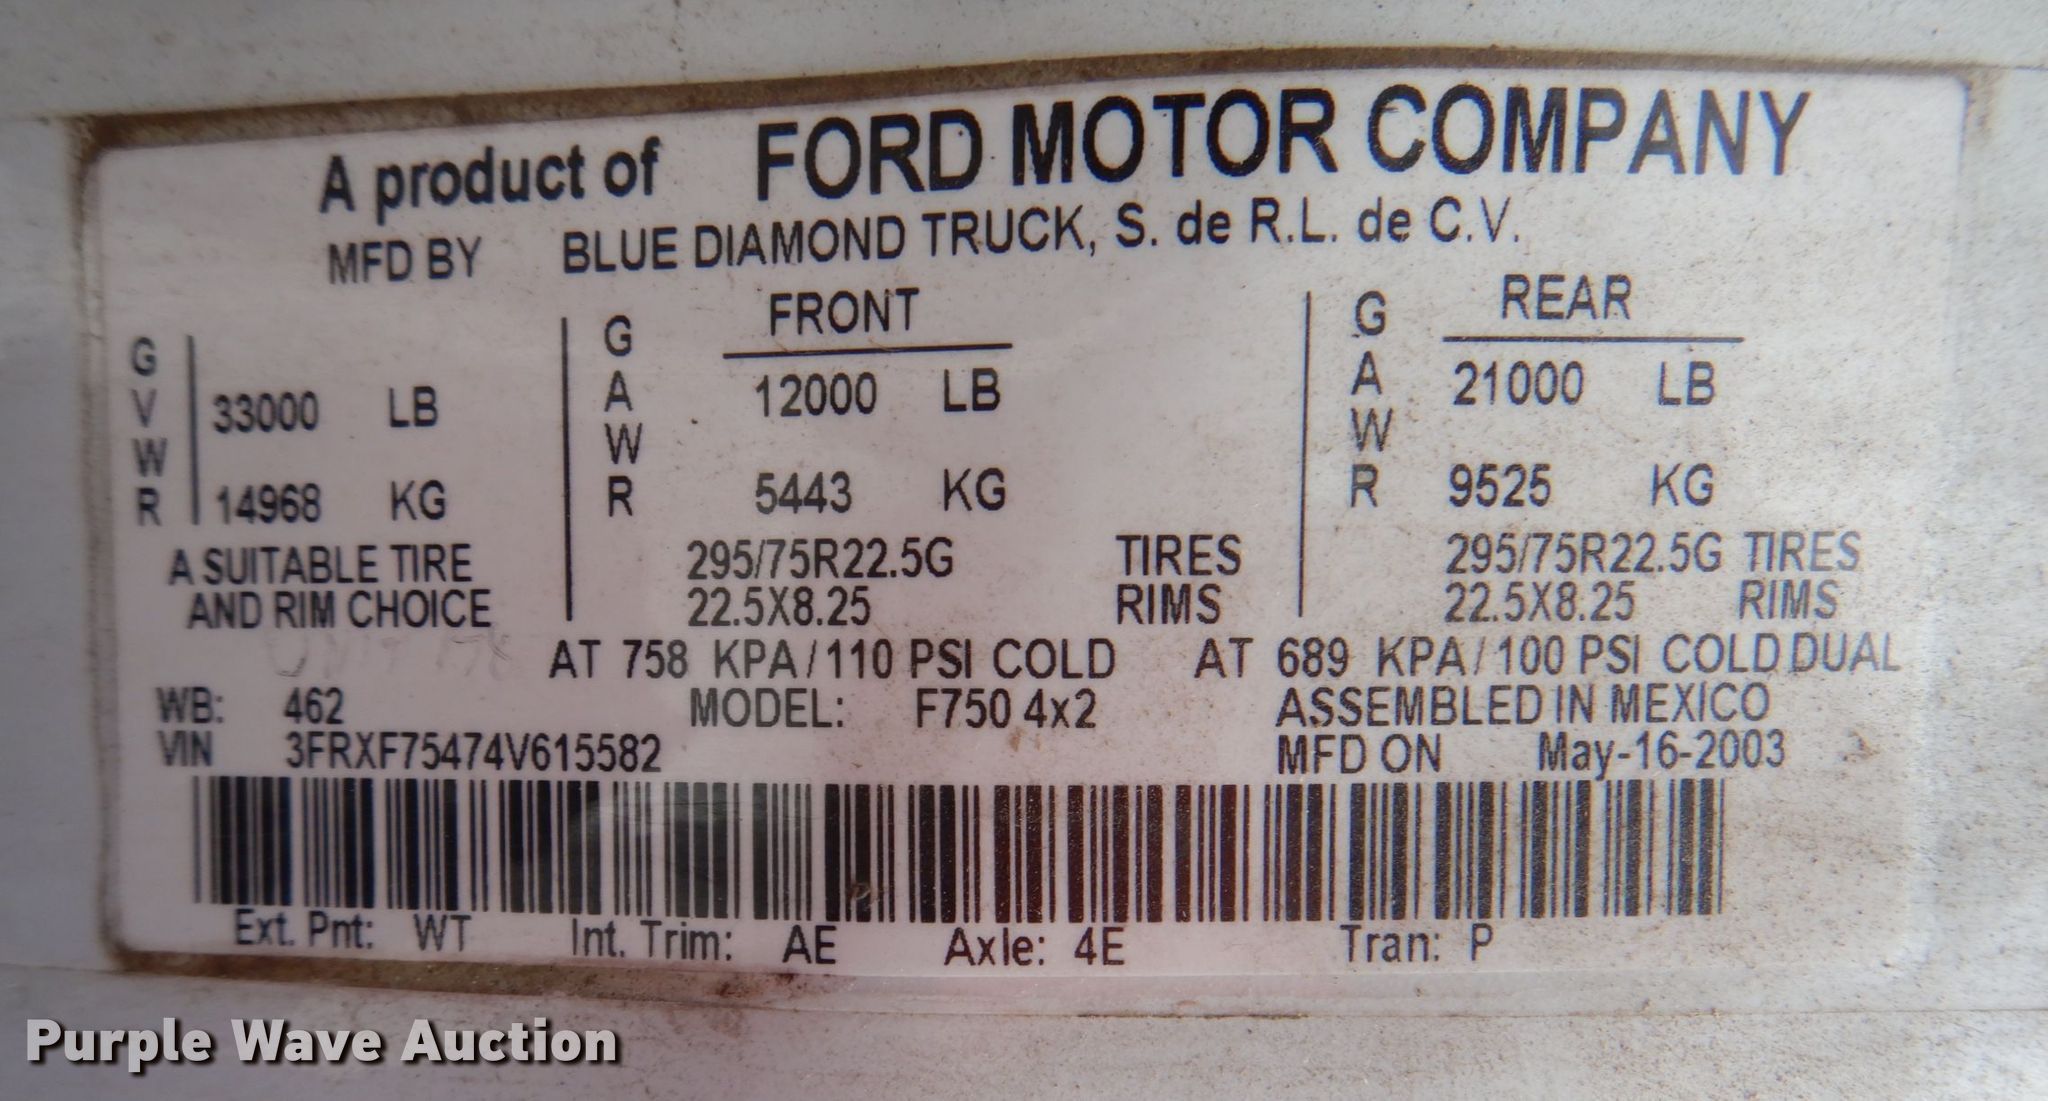 A product of FORD MOTOR COMPANY
MFD BY BLUE DIAMOND TRUCK, S. de R.L. de C.V.
GVWR 33000 LB
14968 KG
GAWR FRONT
12000 LB
5443 KG
GAWR REAR
21000 LB
9525 KG
A SUITABLE TIRE AND RIM CHOICE
295/75R22.5G TIRES 295/75R22.5G TIRES
22.5X8.25 RIMS 22.5X8.25 RIMS
AT 758 KPA/110 PSI COLD AT 689 KPA/100 PSI COLD DUAL
WB: 462 MODEL: F750 4x2 ASSEMBLED IN MEXICO
VIN 3FRXF75474V615582 MFD ON May-16-2003
Ext. Pnt: WT Int. Trim: AE Axle: 4E Tran: P
Purple Wave Auction